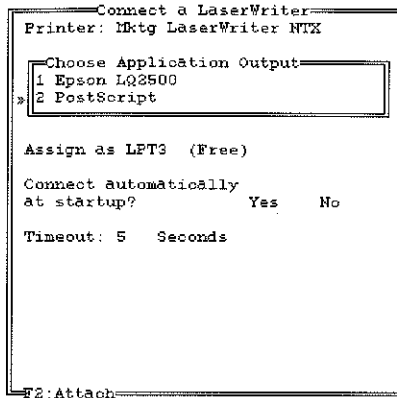 Connect a LaserWriter
Printer: Mktg LaserWriter NTX
Choose Application Output
1 Epson LQ2500
» 2 PostScript
Assign as LPT3 (Free)
Connect automatically
at startup? Yes No
Timeout: 5 Seconds
F2:Attach